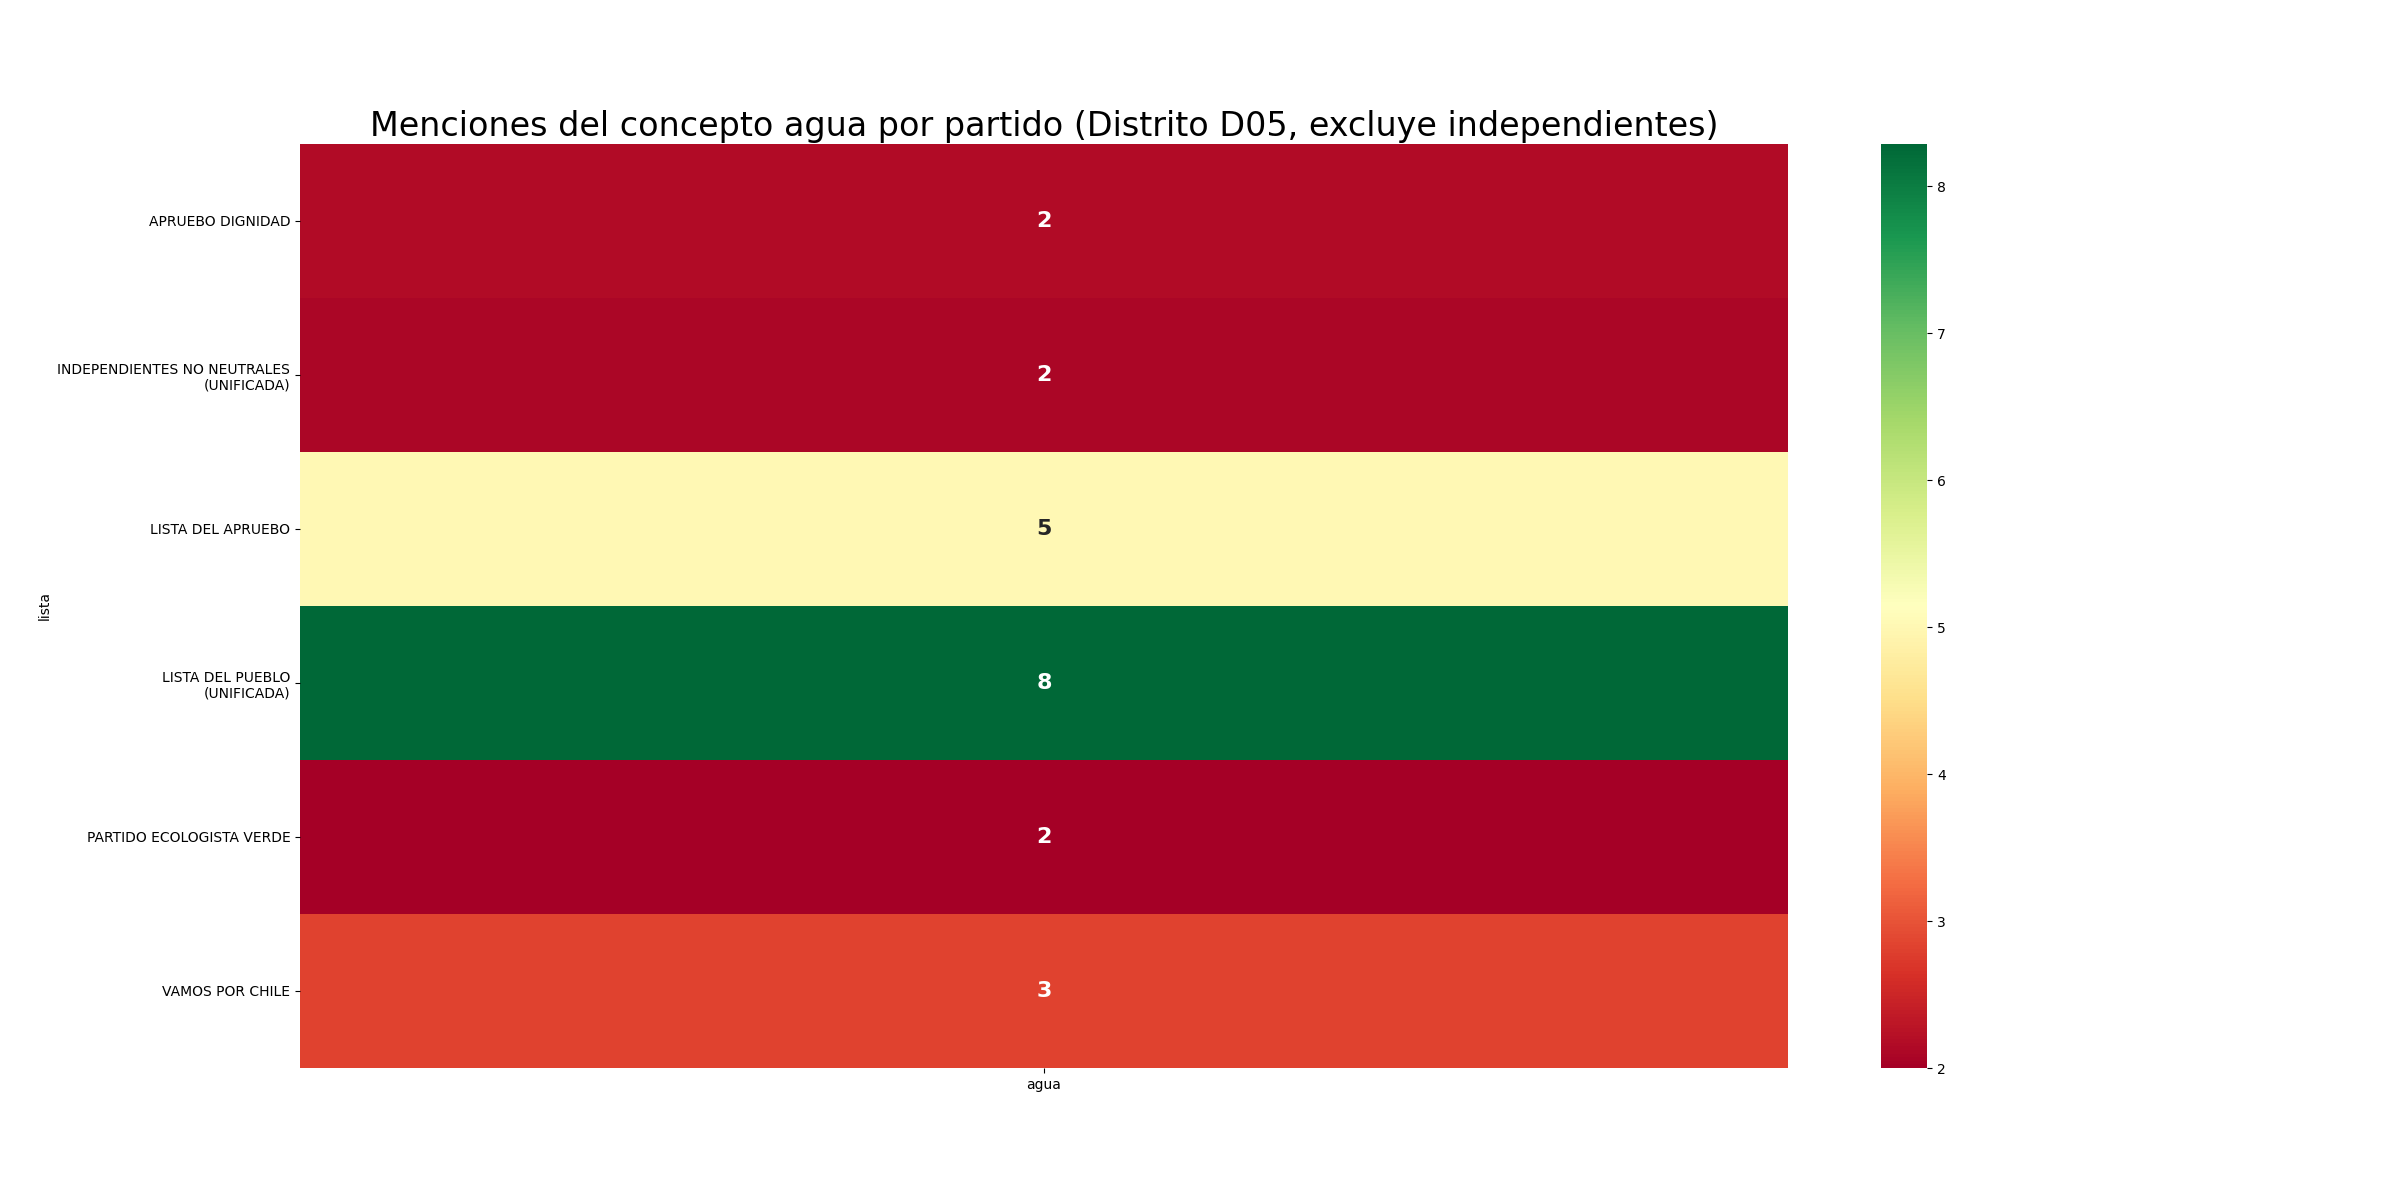 Menciones del concepto agua por partido (Distrito D05, excluye independientes)
APRUEBO DIGNIDAD
2
INDEPENDIENTES NO NEUTRALES
(UNIFICADA)
2
LISTA DEL APRUEBO
5
LISTA DEL PUEBLO
(UNIFICADA)
8
PARTIDO ECOLOGISTA VERDE
2
VAMOS POR CHILE
3
lista
agua
8
7
6
5
4
3
2